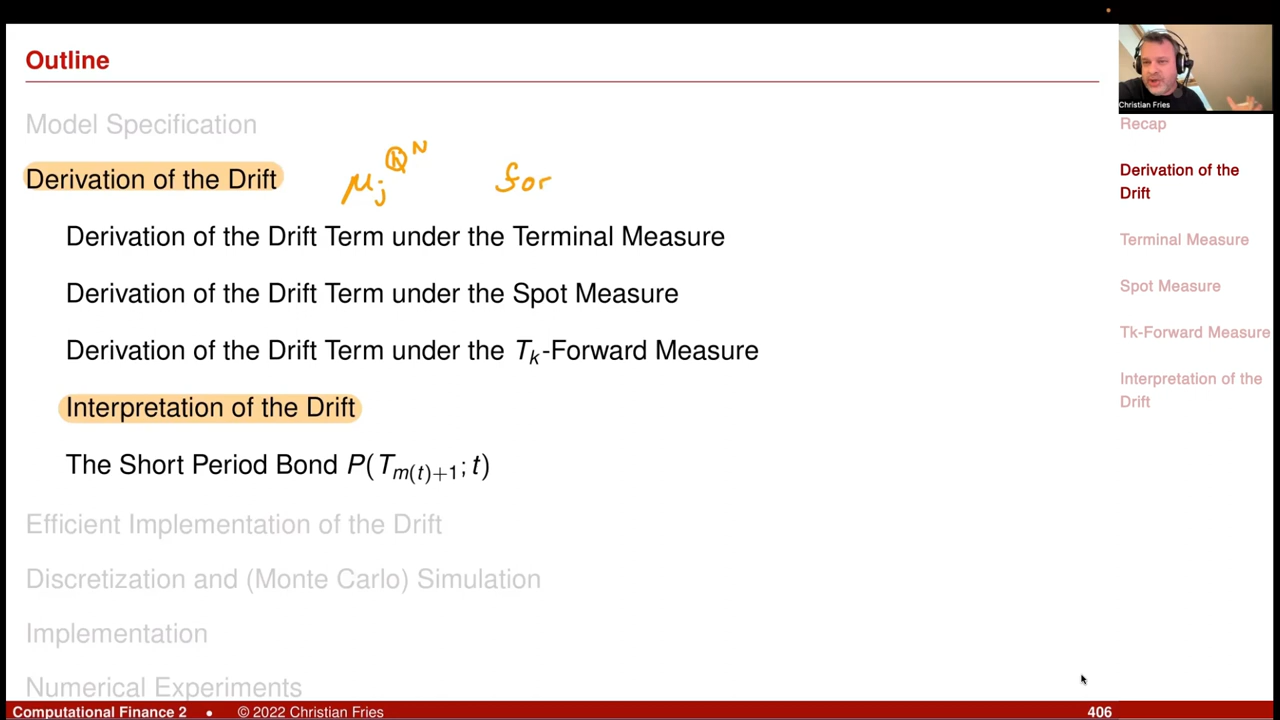 Outline
Model Specification
Derivation of the Drift μ_j^{Q^N} for
Derivation of the Drift Term under the Terminal Measure
Derivation of the Drift Term under the Spot Measure
Derivation of the Drift Term under the T_k-Forward Measure
Interpretation of the Drift
The Short Period Bond P(T_{m(t)+1}; t)
Efficient Implementation of the Drift
Discretization and (Monte Carlo) Simulation
Implementation
Numerical Experiments
Christian Fries
Recap
Derivation of the
Drift
Terminal Measure
Spot Measure
Tk-Forward Measure
Interpretation of the
Drift
Computational Finance 2 • © 2022 Christian Fries 406